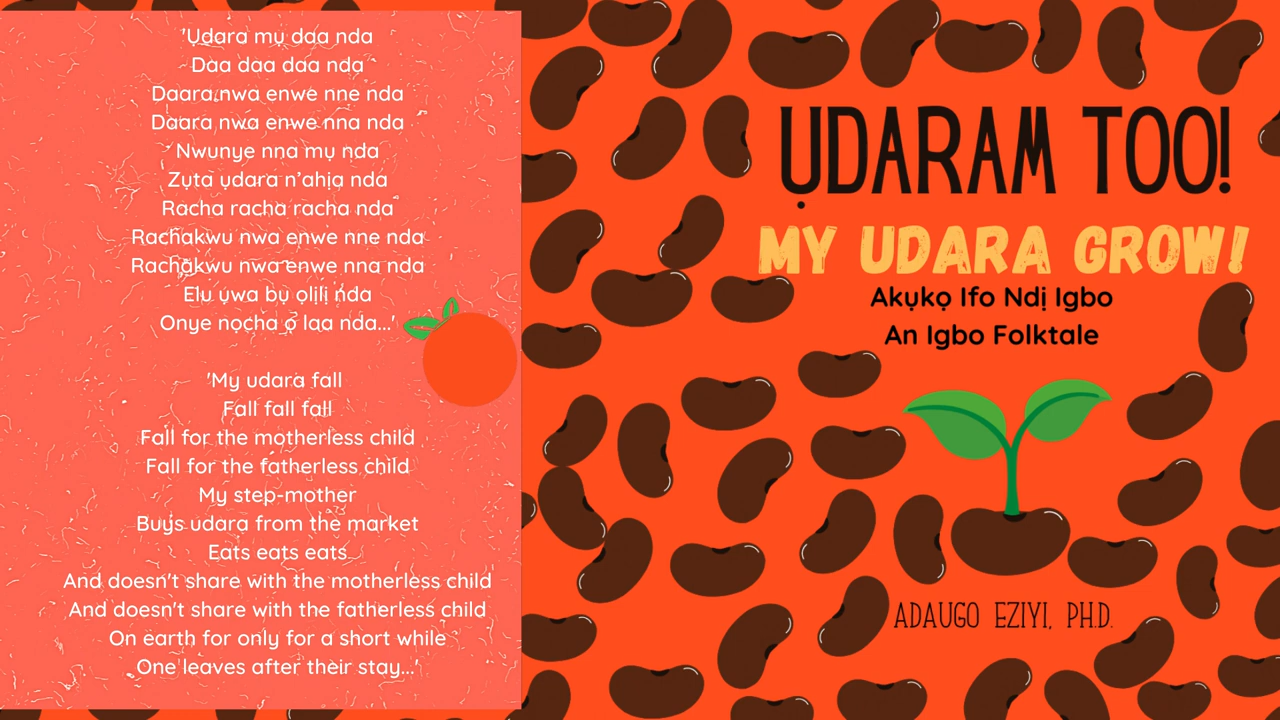 'Ụdara mụ daa nda
Daa daa daa nda
Daara nwa enwe nne nda
Daara nwa enwe nna nda
Nwunye nna mụ nda
Zụta ụdara n'ahịa nda
Racha racha racha nda
Rachakwu nwa enwe nne nda
Rachakwu nwa enwe nna nda
Elu ụwa bụ ọlịlị nda
Onye nọcha ọ laa nda...'
'My udara fall
Fall fall fall
Fall for the motherless child
Fall for the fatherless child
My step-mother
Buys udara from the market
Eats eats eats
And doesn't share with the motherless child
And doesn't share with the fatherless child
On earth for only for a short while
One leaves after their stay...'
ỤDARAM TOO!
MY UDARA GROW!
Akụkọ Ifo Ndị Igbo
An Igbo Folktale
ADAUGO EZIYI, PH.D.